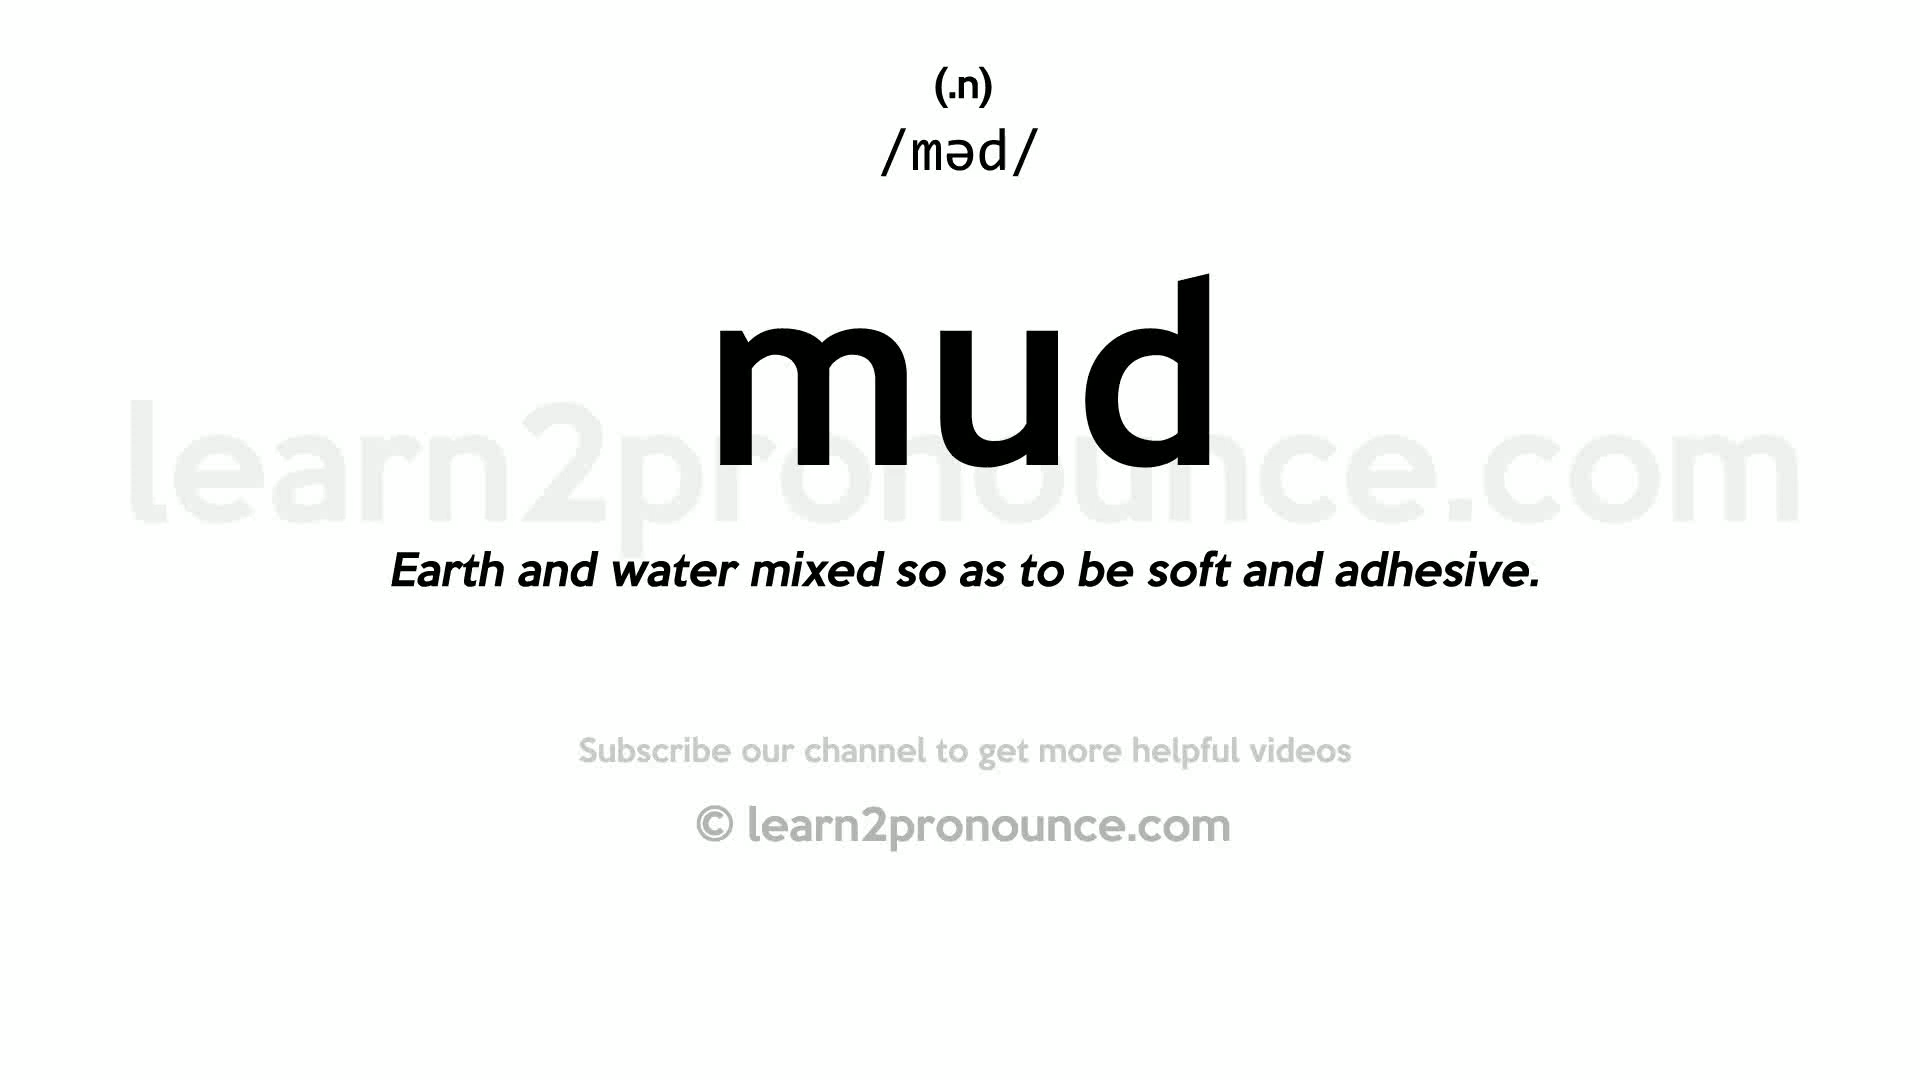 (.n)
/məd/
mud
learn2pronounce.com
Earth and water mixed so as to be soft and adhesive.
Subscribe our channel to get more helpful videos
© learn2pronounce.com